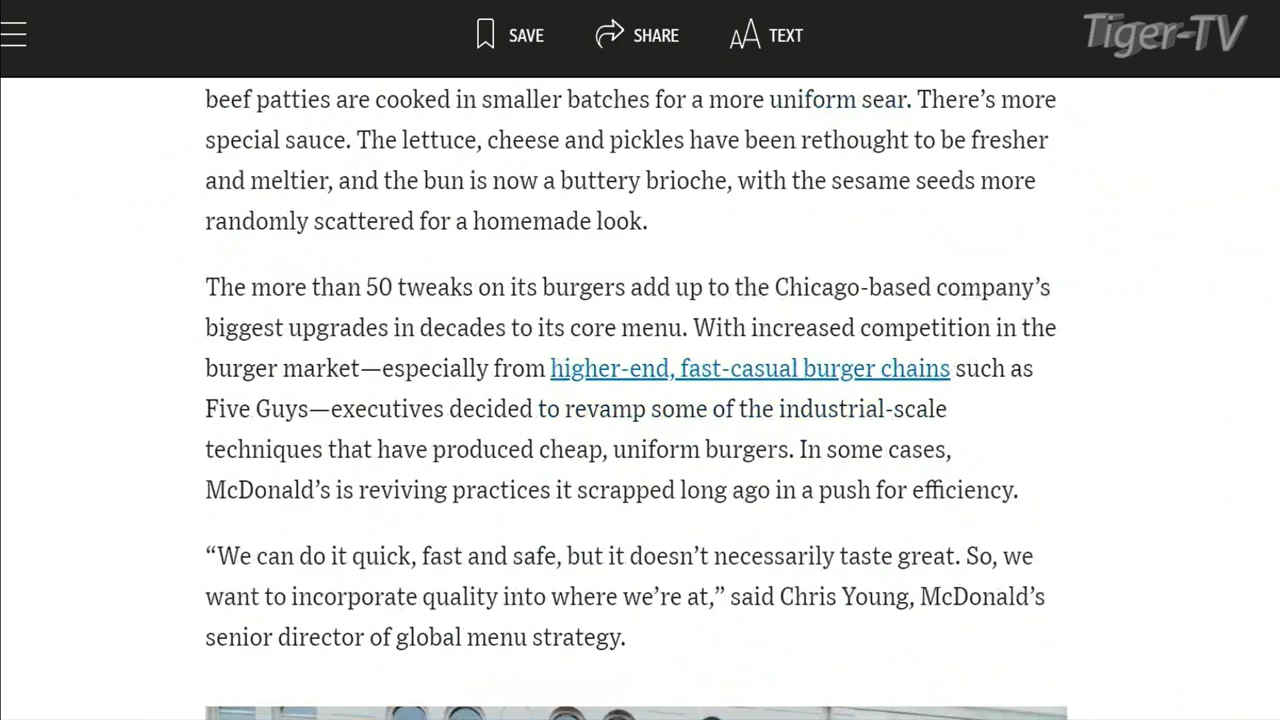 SAVE SHARE TEXT Tiger-TV
beef patties are cooked in smaller batches for a more uniform sear. There’s more
special sauce. The lettuce, cheese and pickles have been rethought to be fresher
and meltier, and the bun is now a buttery brioche, with the sesame seeds more
randomly scattered for a homemade look.
The more than 50 tweaks on its burgers add up to the Chicago-based company’s
biggest upgrades in decades to its core menu. With increased competition in the
burger market—especially from higher-end, fast-casual burger chains such as
Five Guys—executives decided to revamp some of the industrial-scale
techniques that have produced cheap, uniform burgers. In some cases,
McDonald’s is reviving practices it scrapped long ago in a push for efficiency.
“We can do it quick, fast and safe, but it doesn’t necessarily taste great. So, we
want to incorporate quality into where we’re at,” said Chris Young, McDonald’s
senior director of global menu strategy.